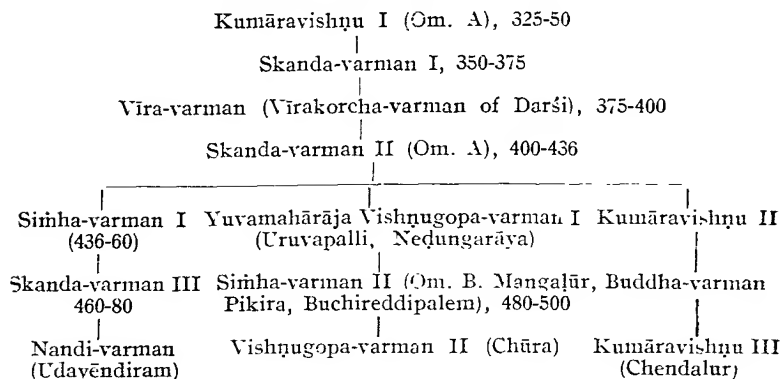 Kumāravishṇu I (Om. A), 325-50
Skanda-varman I, 350-375
Vīra-varman (Vīrakorcha-varman of Darśi), 375-400
Skanda-varman II (Om. A), 400-436
Siṁha-varman I Yuvamahārāja Vishṇugopa-varman I Kumāravishṇu II
(436-60) (Uruvapalli, Neḍungarāya)
Skanda-varman III Siṁha-varman II (Om. B. Mangaḷūr, Buddha-varman
460-80 Pikira, Buchireddipalem), 480-500
Nandi-varman Vishṇugopa-varman II (Chūra) Kumāravishṇu III
(Udayēndiram) (Chendalur)